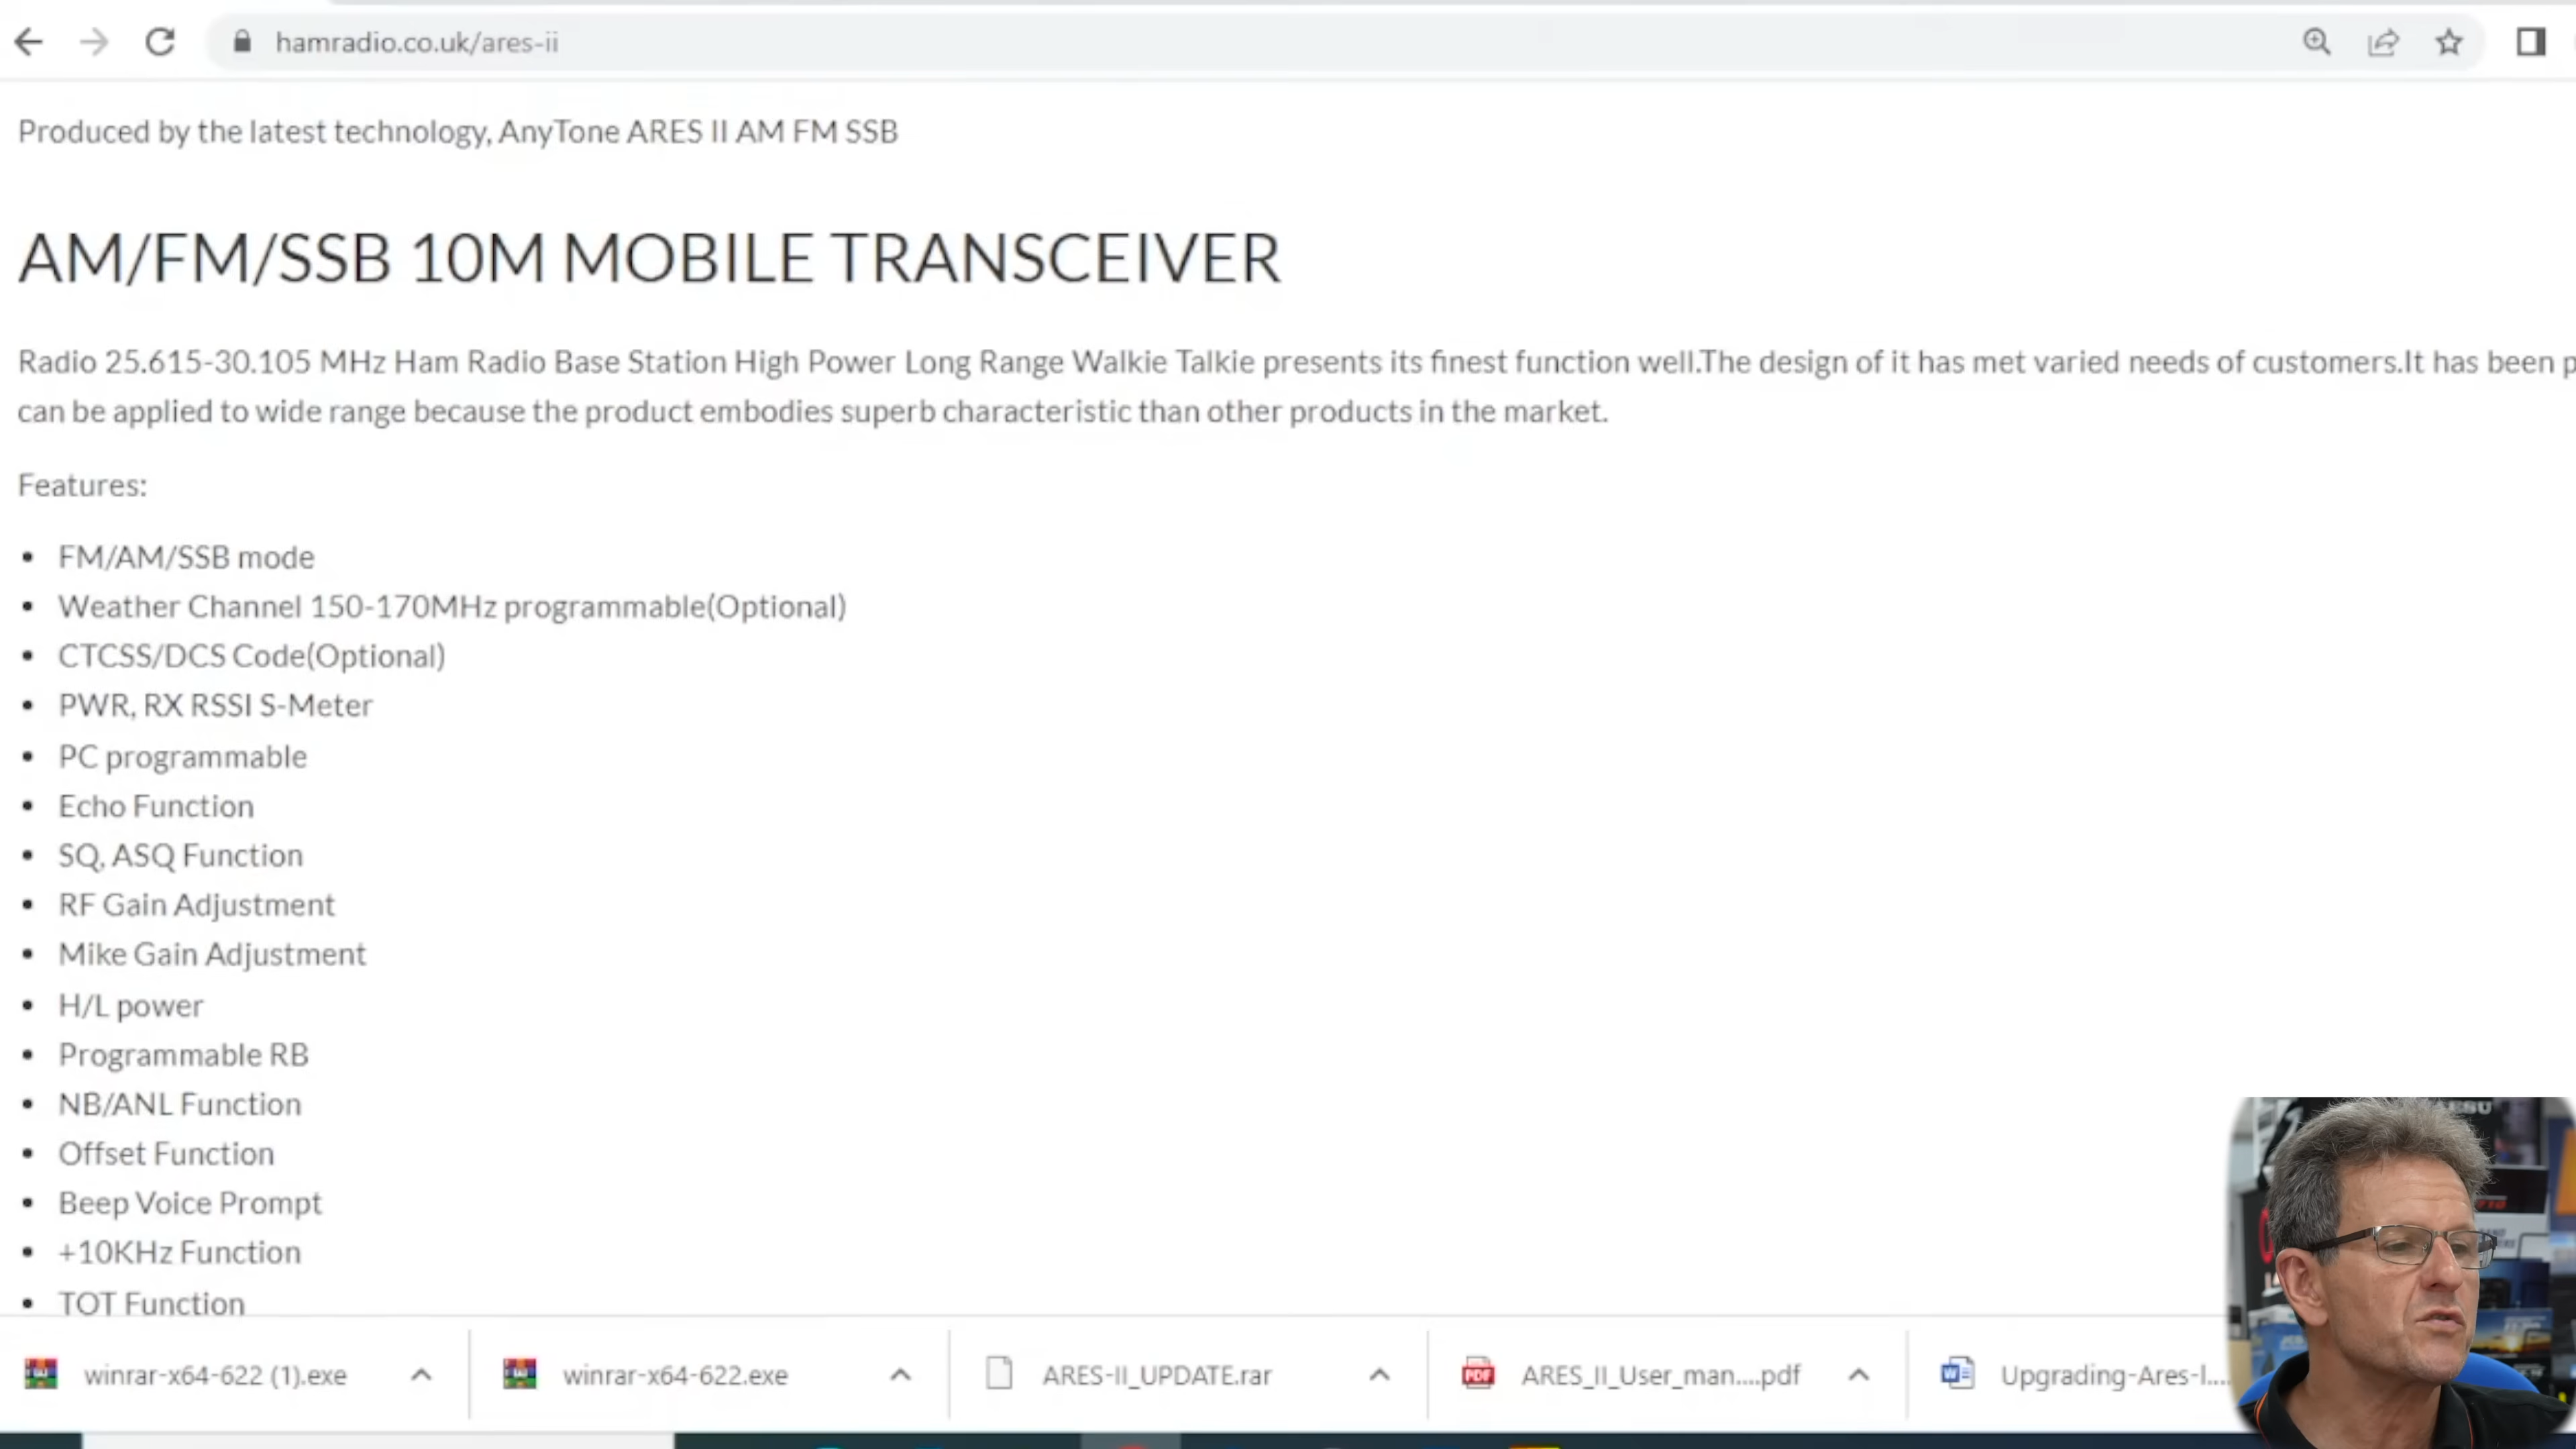 hamradio.co.uk/ares-ii
Produced by the latest technology, AnyTone ARES II AM FM SSB
AM/FM/SSB 10M MOBILE TRANSCEIVER
Radio 25.615-30.105 MHz Ham Radio Base Station High Power Long Range Walkie Talkie presents its finest function well.The design of it has met varied needs of customers.It has been p
can be applied to wide range because the product embodies superb characteristic than other products in the market.
Features:
• FM/AM/SSB mode
• Weather Channel 150-170MHz programmable(Optional)
• CTCSS/DCS Code(Optional)
• PWR, RX RSSI S-Meter
• PC programmable
• Echo Function
• SQ, ASQ Function
• RF Gain Adjustment
• Mike Gain Adjustment
• H/L power
• Programmable RB
• NB/ANL Function
• Offset Function
• Beep Voice Prompt
• +10KHz Function
• TOT Function
winrar-x64-622 (1).exe
winrar-x64-622.exe
ARES-II_UPDATE.rar
PDF
ARES_II_User_man....pdf
Upgrading-Ares-I....